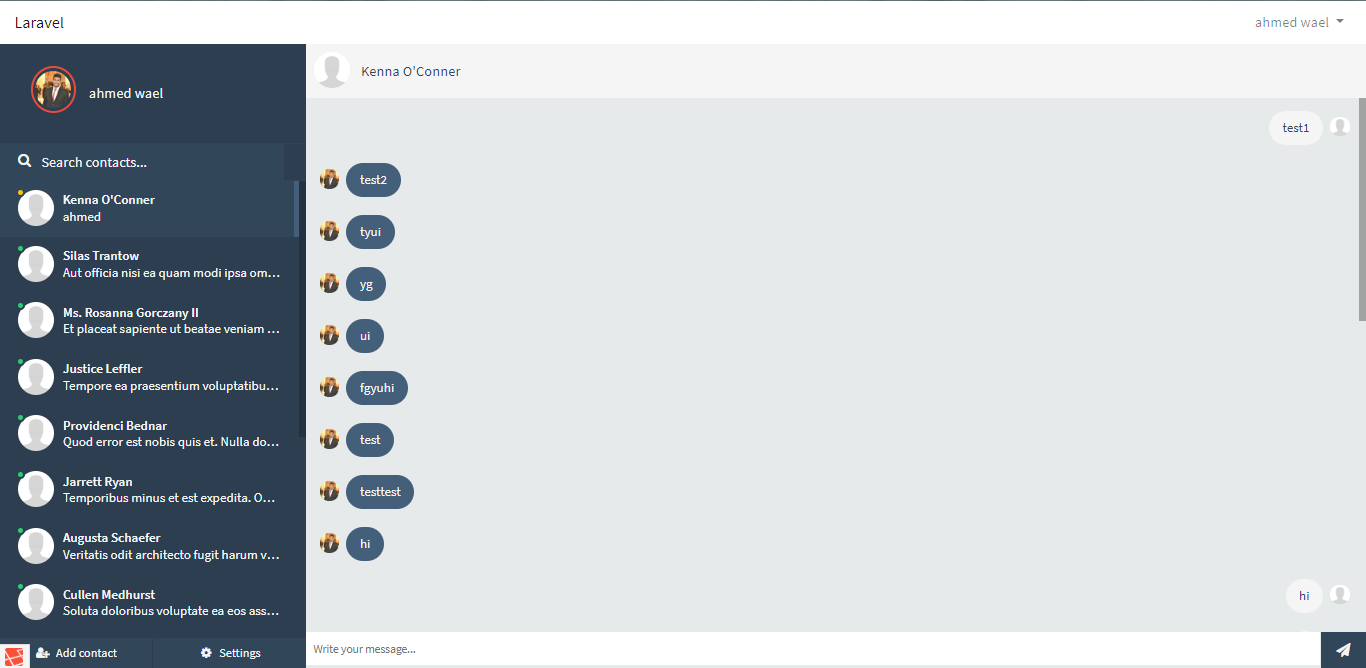 Laravel
ahmed wael
ahmed wael
Search contacts...
Kenna O'Conner
ahmed
Silas Trantow
Aut officia nisi ea quam modi ipsa om...
Ms. Rosanna Gorczany II
Et placeat sapiente ut beatae veniam ...
Justice Leffler
Tempore ea praesentium voluptatibu...
Providenci Bednar
Quod error est nobis quis et. Nulla do...
Jarrett Ryan
Temporibus minus et est expedita. O...
Augusta Schaefer
Veritatis odit architecto fugit harum v...
Cullen Medhurst
Soluta doloribus voluptate ea eos ass...
Add contact
Settings
Kenna O'Conner
test1
test2
tyui
yg
ui
fgyuhi
test
testtest
hi
hi
Write your message...